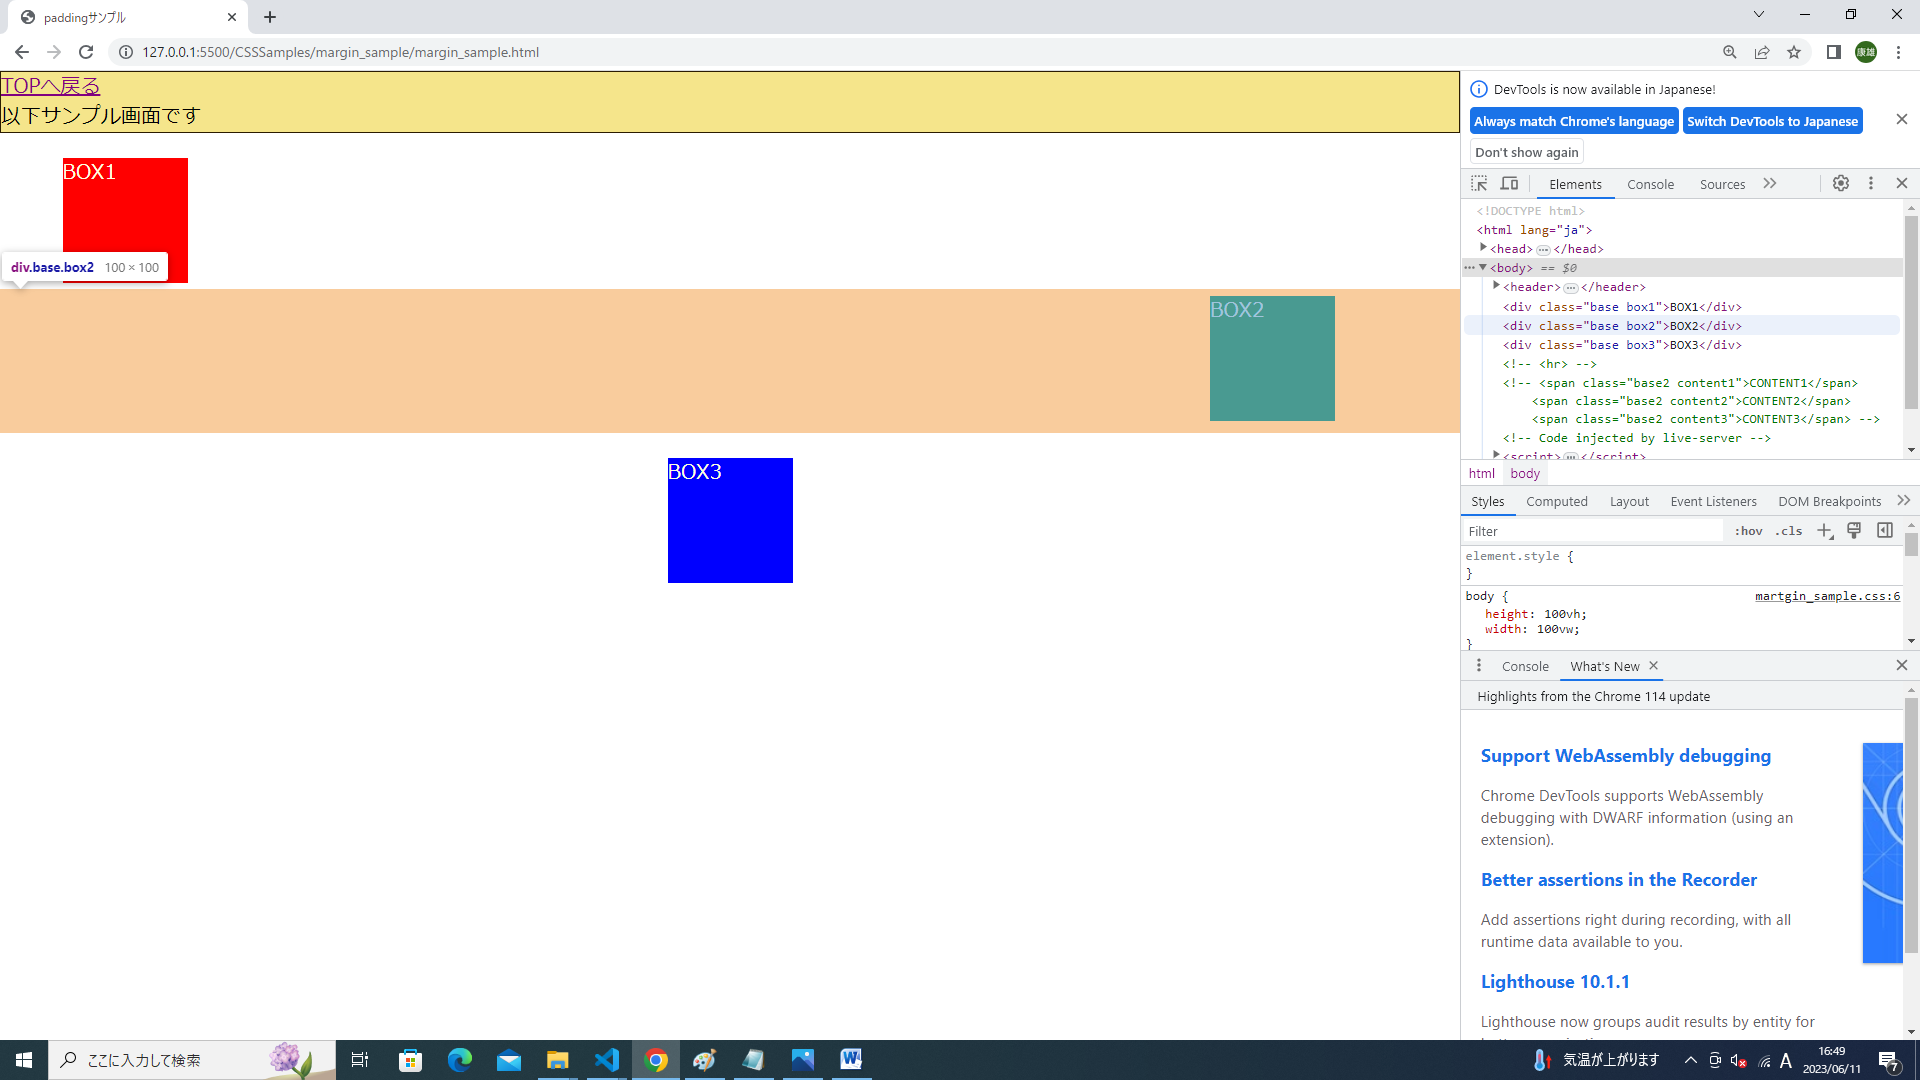 paddingサンプル
127.0.0.1:5500/CSSSamples/margin_sample/margin_sample.html
康雄
TOPへ戻る
以下サンプル画面です
BOX1
div.base.box2 100 × 100
BOX2
BOX3
DevTools is now available in Japanese!
Always match Chrome's language Switch DevTools to Japanese
Don't show again
Elements Console Sources
<!DOCTYPE html>
<html lang="ja">
<head> … </head>
<body> == $0
<header> … </header>
<div class="base box1">BOX1</div>
<div class="base box2">BOX2</div>
<div class="base box3">BOX3</div>
<!-- <hr> -->
<!-- <span class="base2 content1">CONTENT1</span>
<span class="base2 content2">CONTENT2</span>
<span class="base2 content3">CONTENT3</span> -->
<!-- Code injected by live-server -->
<script> … </script>
html body
Styles Computed Layout Event Listeners DOM Breakpoints
Filter :hov .cls
element.style {
}
body { martgin_sample.css:6
height: 100vh;
width: 100vw;
}
Console What's New
Highlights from the Chrome 114 update
Support WebAssembly debugging
Chrome DevTools supports WebAssembly
debugging with DWARF information (using an
extension).
Better assertions in the Recorder
Add assertions right during recording, with all
runtime data available to you.
Lighthouse 10.1.1
Lighthouse now groups audit results by entity for
ここに入力して検索
気温が上がります
A
16:49
2023/06/11
7